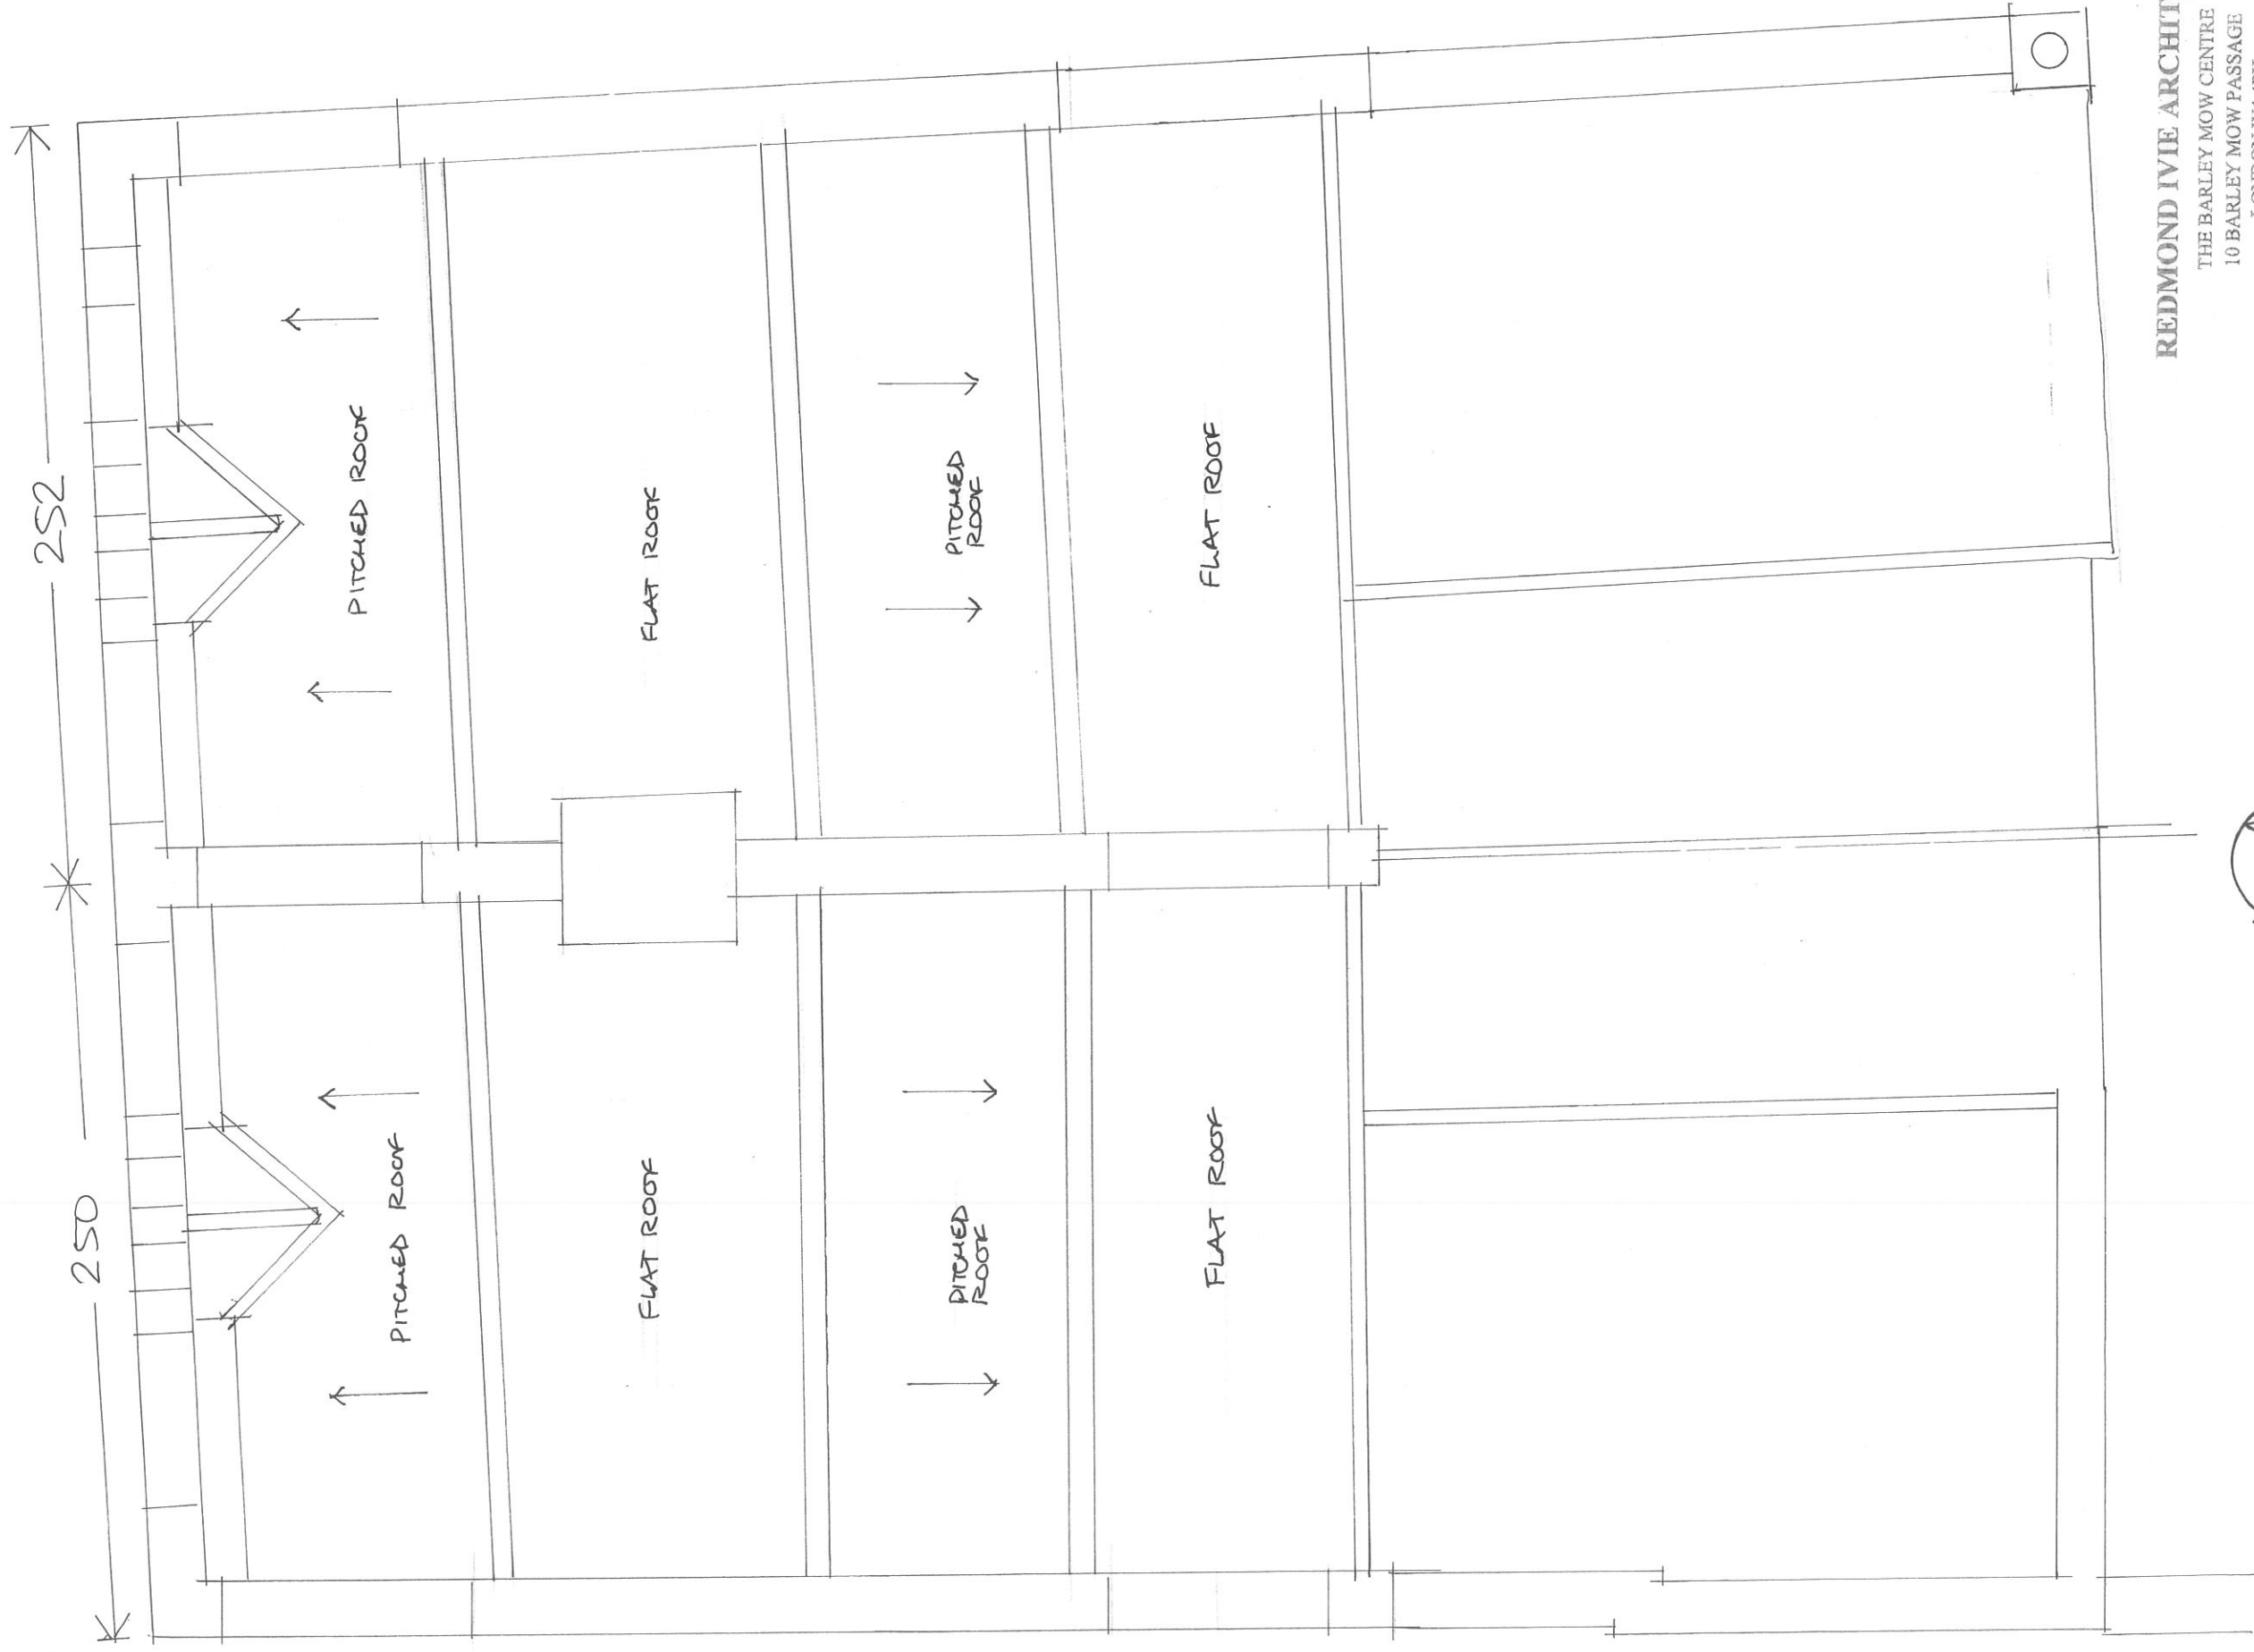 252
250
PITCHED ROOF
FLAT ROOF
PITCHED
ROOF
FLAT ROOF
PITCHED ROOF
FLAT ROOF
PITCHED
ROOF
FLAT ROOF
REDMOND IVIE ARCHIT
THE BARLEY MOW CENTRE
10 BARLEY MOW PASSAGE